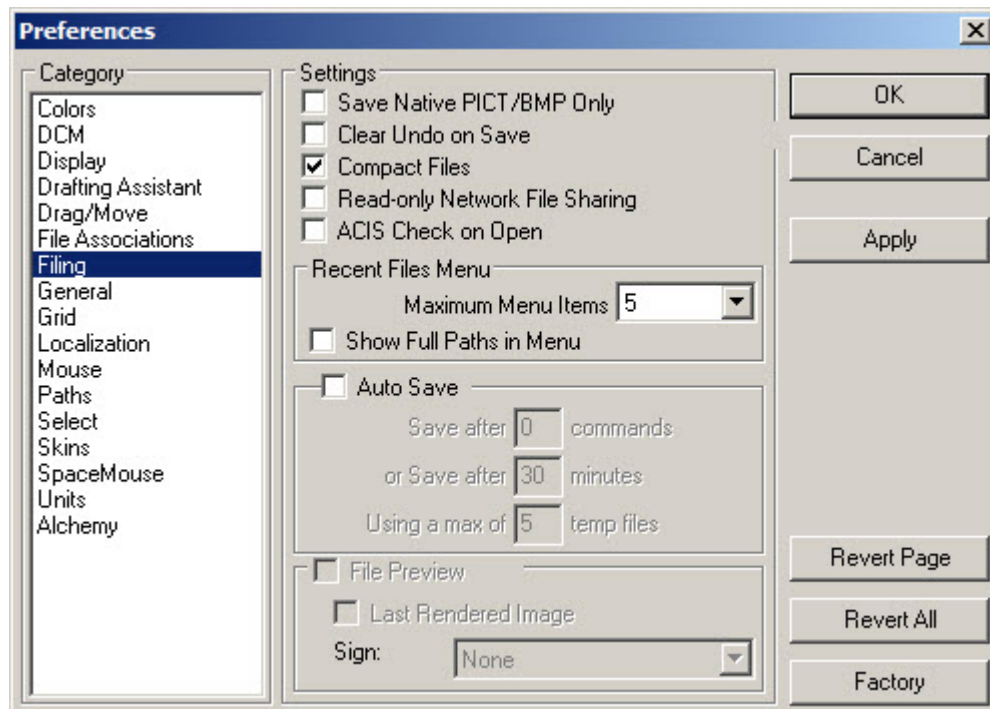 Preferences
Category
Colors
DCM
Display
Drafting Assistant
Drag/Move
File Associations
Filing
General
Grid
Localization
Mouse
Paths
Select
Skins
SpaceMouse
Units
Alchemy
Settings
Save Native PICT/BMP Only
Clear Undo on Save
Compact Files
Read-only Network File Sharing
ACIS Check on Open
Recent Files Menu
Maximum Menu Items 5
Show Full Paths in Menu
Auto Save
Save after 0 commands
or Save after 30 minutes
Using a max of 5 temp files
File Preview
Last Rendered Image
Sign: None
OK
Cancel
Apply
Revert Page
Revert All
Factory